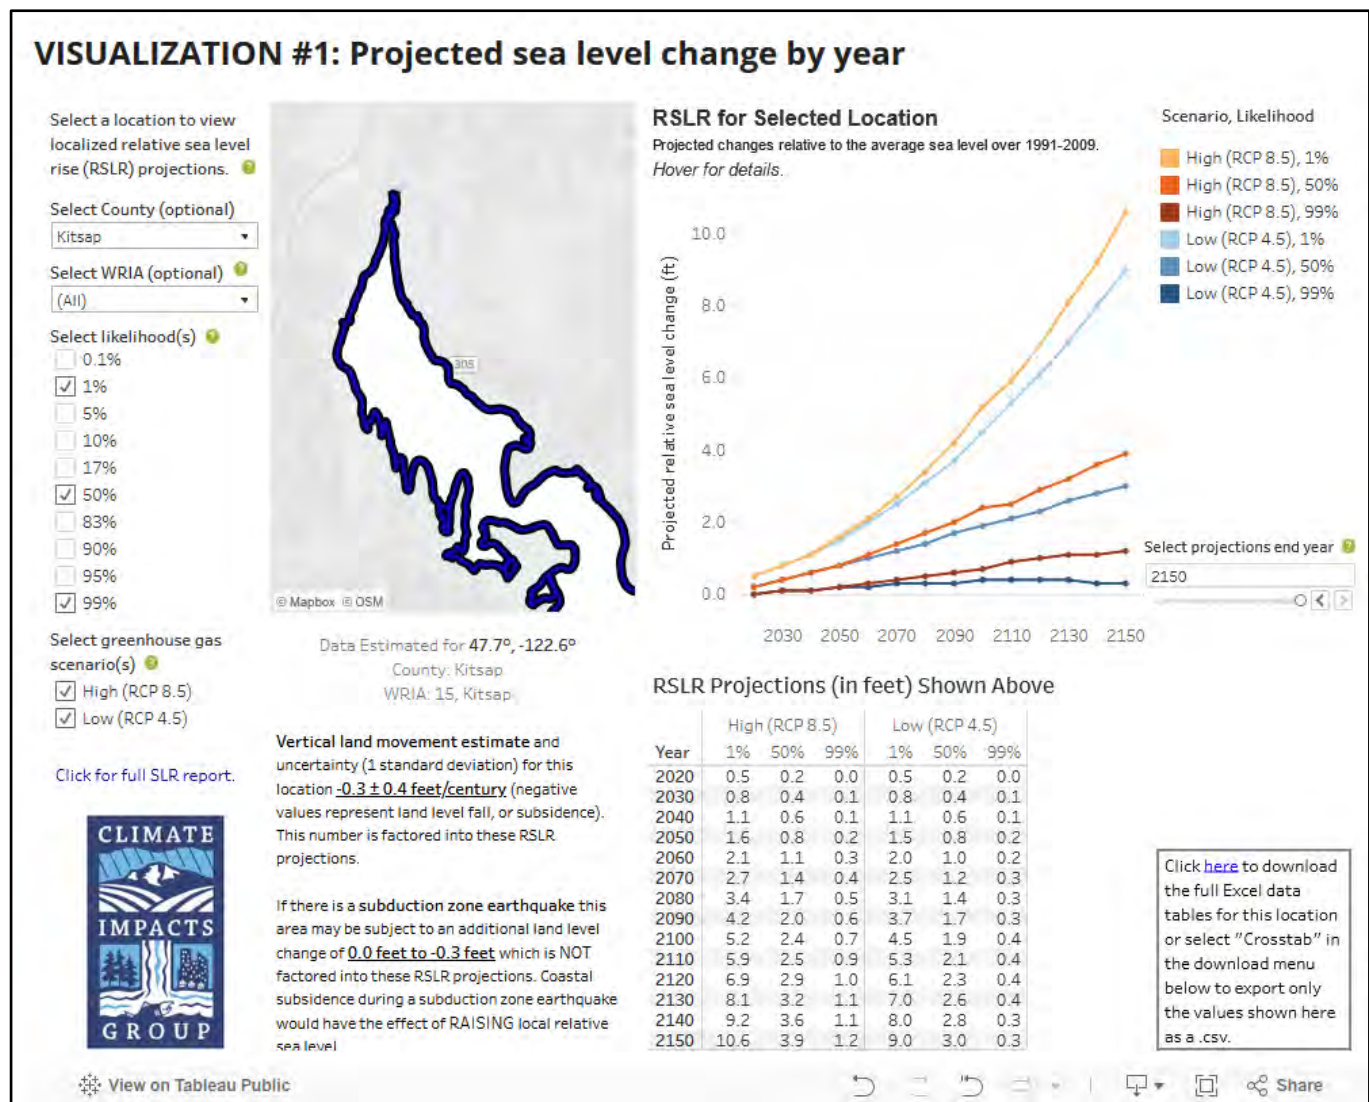 VISUALIZATION #1: Projected sea level change by year
Select a location to view
localized relative sea level
rise (RSLR) projections.
Select County (optional)
Kitsap
Select WRIA (optional)
(All)
Select likelihood(s)
0.1%
1%
5%
10%
17%
50%
83%
90%
95%
99%
Select greenhouse gas
scenario(s)
High (RCP 8.5)
Low (RCP 4.5)
Click for full SLR report.
CLIMATE
IMPACTS
GROUP
305
© Mapbox © OSM
Data Estimated for 47.7º, -122.6º
County: Kitsap
WRIA: 15, Kitsap
Vertical land movement estimate and
uncertainty (1 standard deviation) for this
location -0.3 ± 0.4 feet/century (negative
values represent land level fall, or subsidence).
This number is factored into these RSLR
projections.
If there is a subduction zone earthquake this
area may be subject to an additional land level
change of 0.0 feet to -0.3 feet which is NOT
factored into these RSLR projections. Coastal
subsidence during a subduction zone earthquake
would have the effect of RAISING local relative
sea level
RSLR for Selected Location
Projected changes relative to the average sea level over 1991-2009.
Hover for details.
Projected relative sea level change (ft)
10.0
8.0
6.0
4.0
2.0
0.0
2030 2050 2070 2090 2110 2130 2150
Scenario, Likelihood
High (RCP 8.5), 1%
High (RCP 8.5), 50%
High (RCP 8.5), 99%
Low (RCP 4.5), 1%
Low (RCP 4.5), 50%
Low (RCP 4.5), 99%
Select projections end year
2150
RSLR Projections (in feet) Shown Above
High (RCP 8.5) Low (RCP 4.5)
Year 1% 50% 99% 1% 50% 99%
2020 0.5 0.2 0.0 0.5 0.2 0.0
2030 0.8 0.4 0.1 0.8 0.4 0.1
2040 1.1 0.6 0.1 1.1 0.6 0.1
2050 1.6 0.8 0.2 1.5 0.8 0.2
2060 2.1 1.1 0.3 2.0 1.0 0.2
2070 2.7 1.4 0.4 2.5 1.2 0.3
2080 3.4 1.7 0.5 3.1 1.4 0.3
2090 4.2 2.0 0.6 3.7 1.7 0.3
2100 5.2 2.4 0.7 4.5 1.9 0.4
2110 5.9 2.5 0.9 5.3 2.1 0.4
2120 6.9 2.9 1.0 6.1 2.3 0.4
2130 8.1 3.2 1.1 7.0 2.6 0.4
2140 9.2 3.6 1.1 8.0 2.8 0.3
2150 10.6 3.9 1.2 9.0 3.0 0.3
Click here to download
the full Excel data
tables for this location
or select "Crosstab" in
the download menu
below to export only
the values shown here
as a .csv.
View on Tableau Public
Share